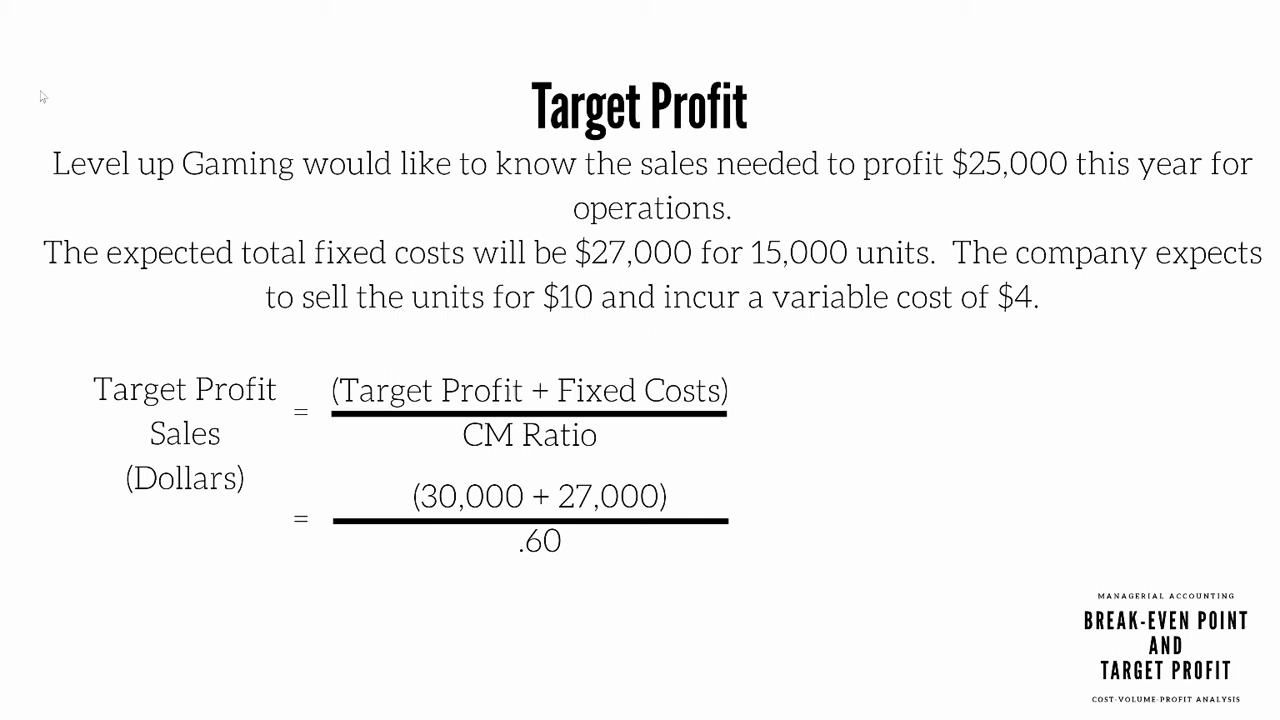 Target Profit
Level up Gaming would like to know the sales needed to profit $25,000 this year for
operations.
The expected total fixed costs will be $27,000 for 15,000 units.  The company expects
to sell the units for $10 and incur a variable cost of $4.
Target Profit
Sales
(Dollars)
=
(Target Profit + Fixed Costs)
CM Ratio
=
(30,000 + 27,000)
.60
MANAGERIAL ACCOUNTING
BREAK-EVEN POINT
AND
TARGET PROFIT
COST-VOLUME-PROFIT ANALYSIS